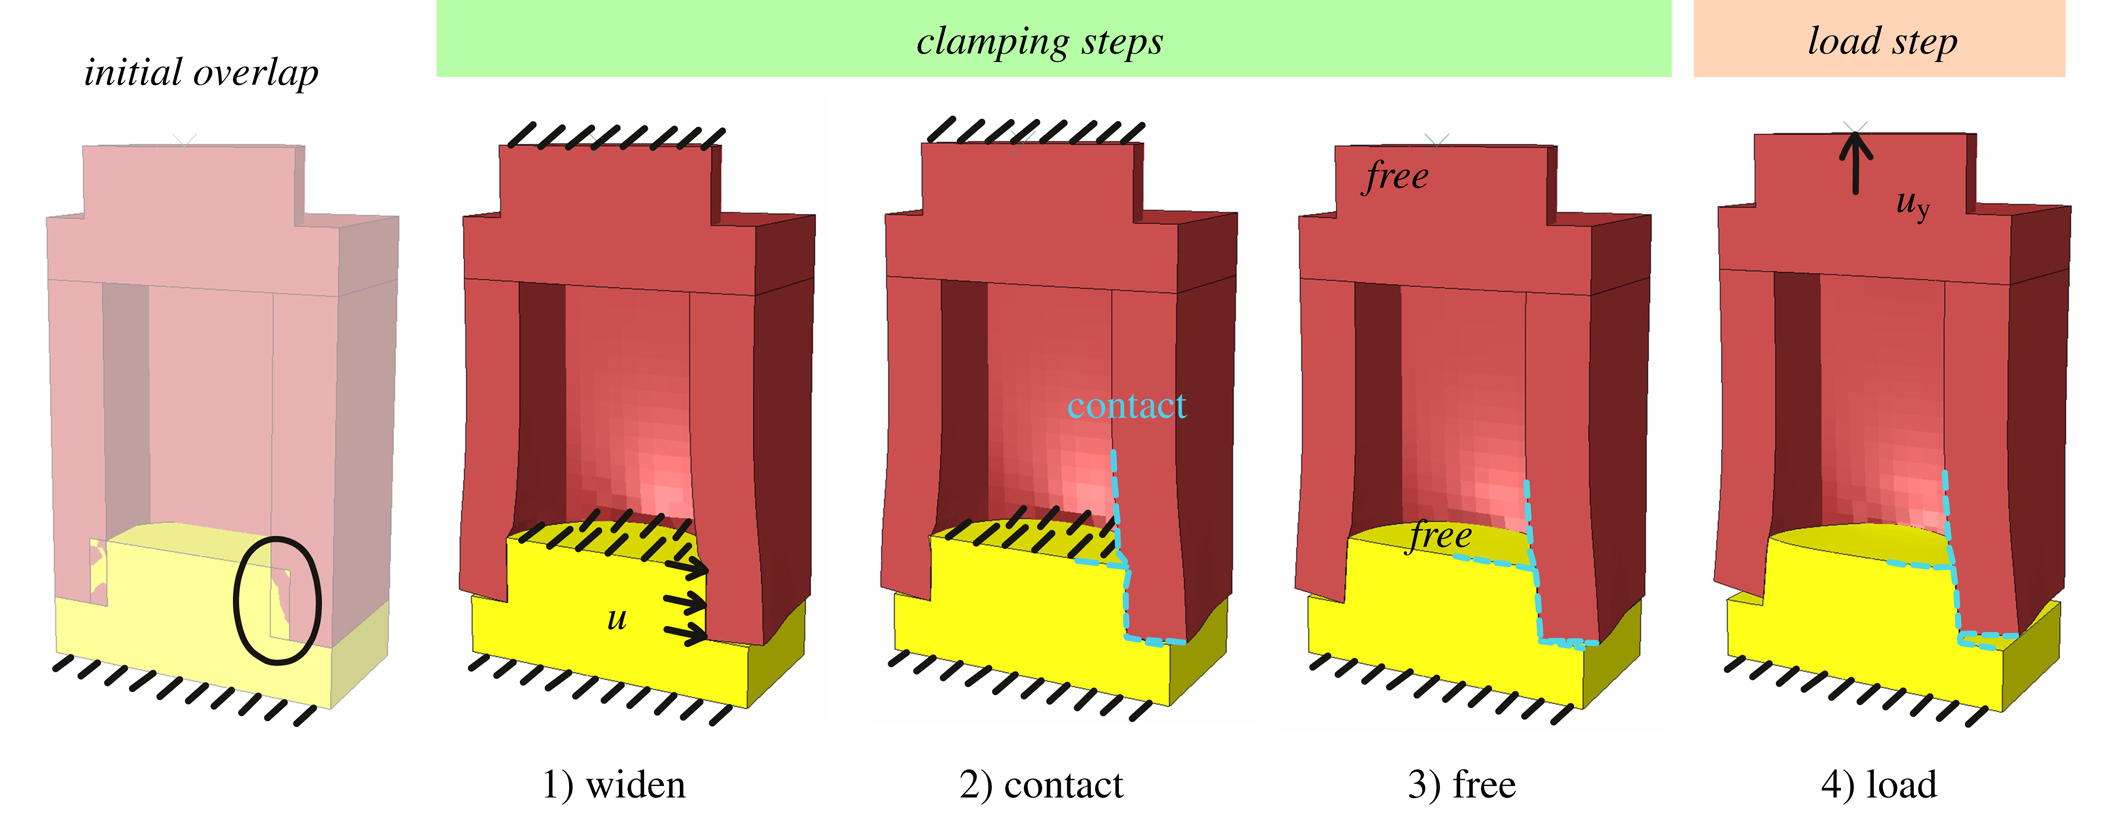 initial overlap
clamping steps
load step
free
u_y
contact
free
u
1) widen
2) contact
3) free
4) load